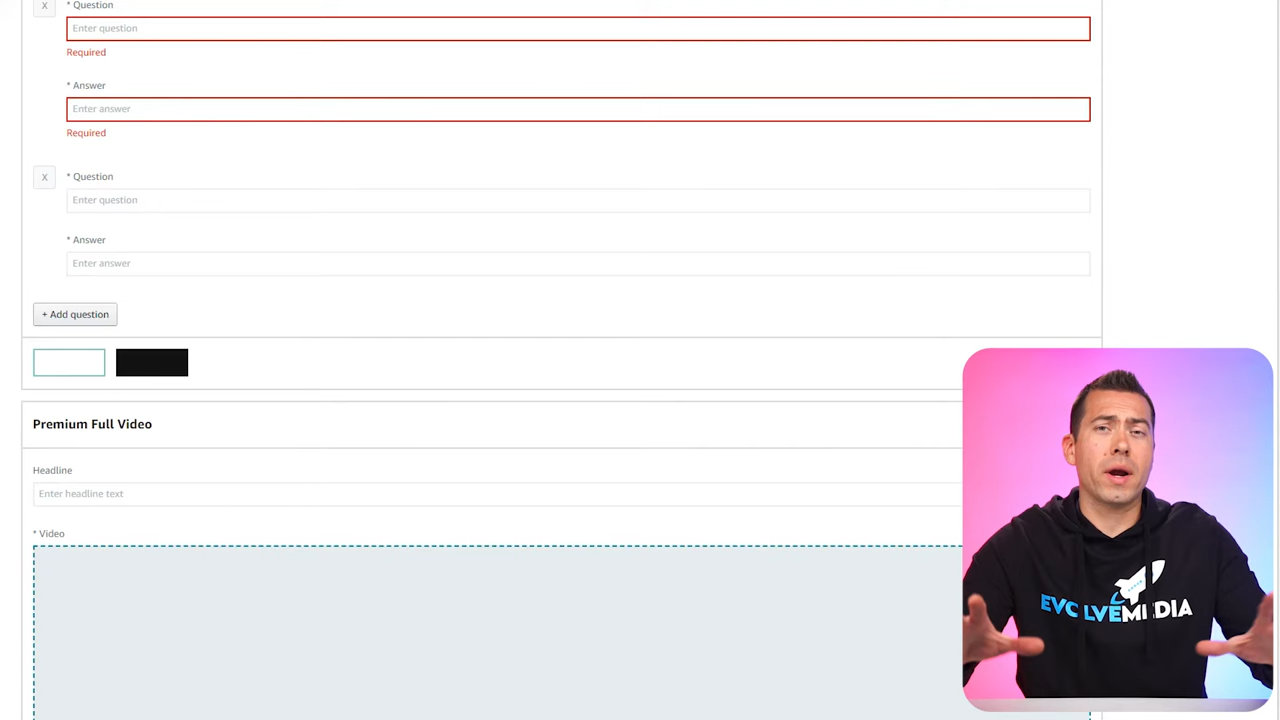 X
* Question
Enter question
Required
* Answer
Enter answer
Required
X
* Question
Enter question
* Answer
Enter answer
+ Add question
Premium Full Video
Headline
Enter headline text
* Video
EVOLVEMEDIA